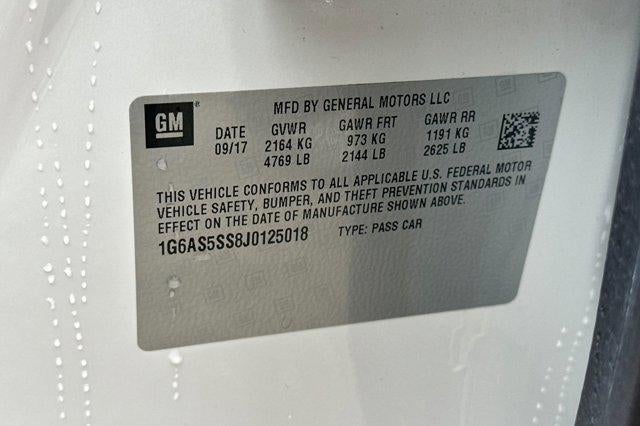 GM ®
MFD BY GENERAL MOTORS LLC
DATE GVWR GAWR FRT GAWR RR
09/17 2164 KG 973 KG 1191 KG
4769 LB 2144 LB 2625 LB
THIS VEHICLE CONFORMS TO ALL APPLICABLE U.S. FEDERAL MOTOR
VEHICLE SAFETY, BUMPER, AND THEFT PREVENTION STANDARDS IN
EFFECT ON THE DATE OF MANUFACTURE SHOWN ABOVE.
1G6AS5SS8J0125018 TYPE: PASS CAR